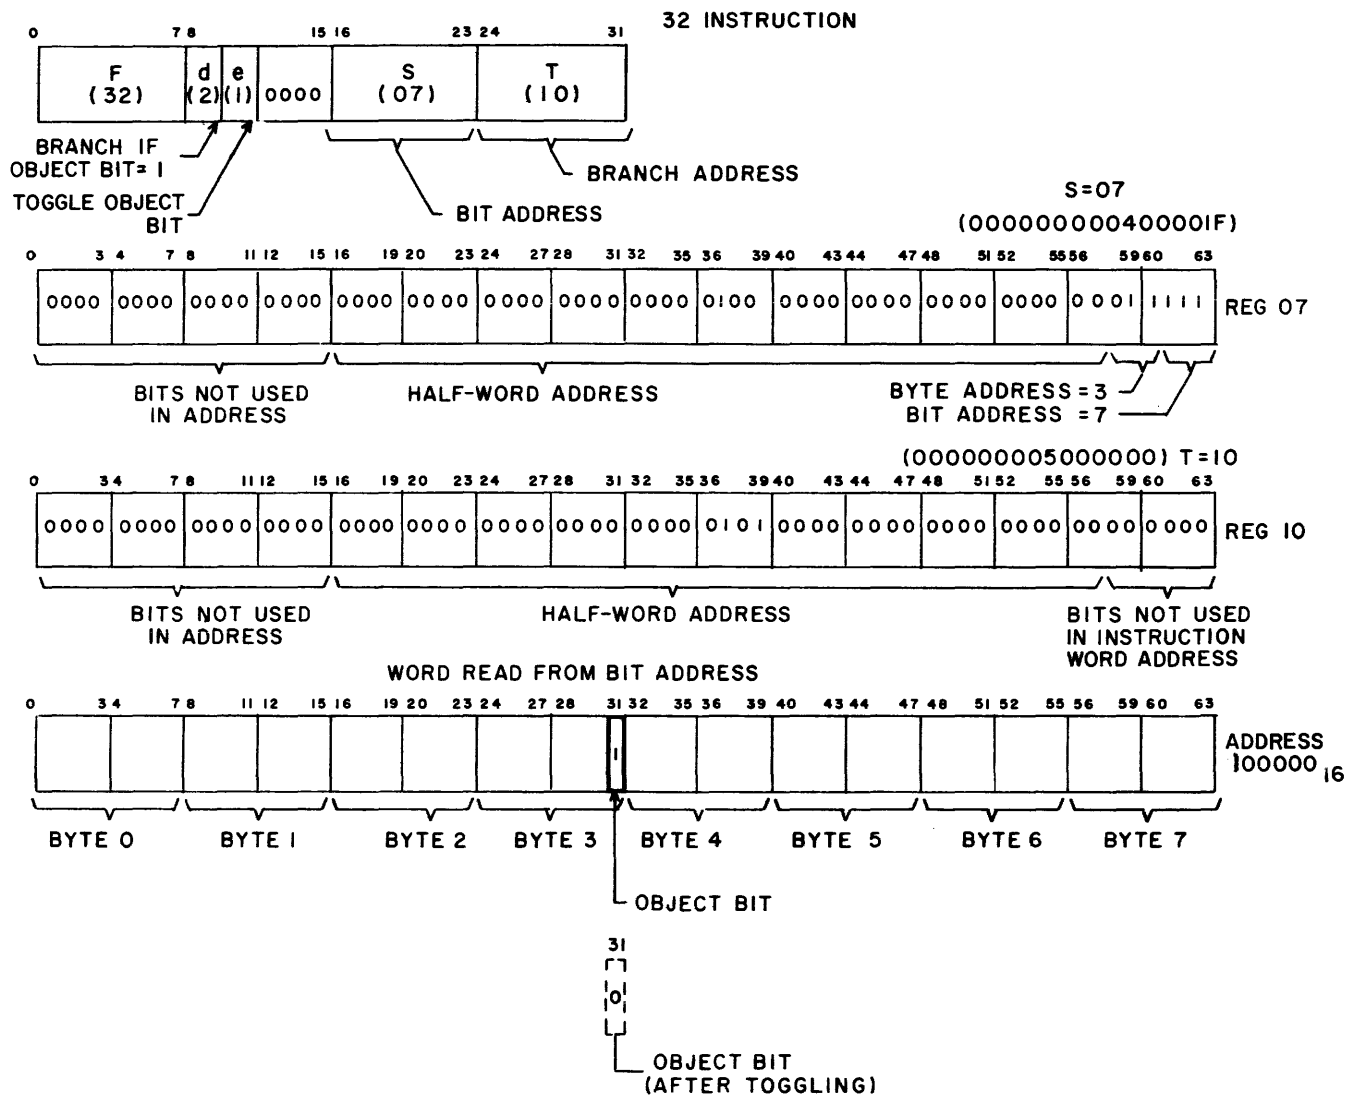 32 INSTRUCTION
0 7 8 15 16 23 24 31
F d e S T
(32) (2) (1) 0000 (07) (10)
BRANCH IF
OBJECT BIT= 1
TOGGLE OBJECT
BIT
BIT ADDRESS
BRANCH ADDRESS
S=07
(000000000400001F)
0 3 4 7 8 11 12 15 16 19 20 23 24 27 28 31 32 35 36 39 40 43 44 47 48 51 52 55 56 59 60 63
0000 0000 0000 0000 0000 0000 0000 0000 0000 0100 0000 0000 0000 0000 0001 1111 REG 07
BITS NOT USED
IN ADDRESS
HALF-WORD ADDRESS
BYTE ADDRESS =3
BIT ADDRESS =7
(000000005000000) T=10
0 3 4 7 8 11 12 15 16 19 20 23 24 27 28 31 32 35 36 39 40 43 44 47 48 51 52 55 56 59 60 63
0000 0000 0000 0000 0000 0000 0000 0000 0000 0101 0000 0000 0000 0000 0000 0000 REG 10
BITS NOT USED
IN ADDRESS
HALF-WORD ADDRESS
BITS NOT USED
IN INSTRUCTION
WORD ADDRESS
WORD READ FROM BIT ADDRESS
0 3 4 7 8 11 12 15 16 19 20 23 24 27 28 31 32 35 36 39 40 43 44 47 48 51 52 55 56 59 60 63
1
ADDRESS
100000 16
BYTE 0 BYTE 1 BYTE 2 BYTE 3 BYTE 4 BYTE 5 BYTE 6 BYTE 7
OBJECT BIT
31
0
OBJECT BIT
(AFTER TOGGLING)